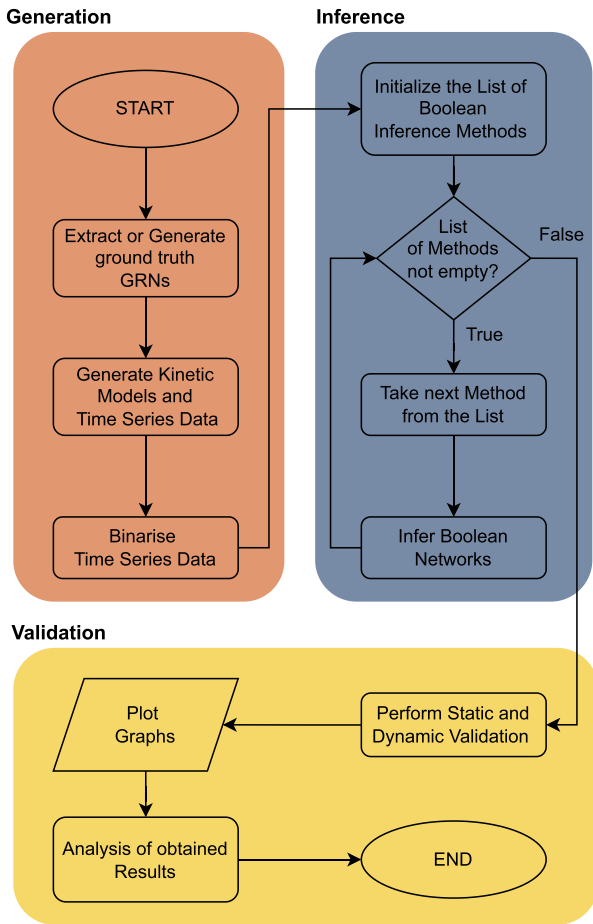 Generation
START
Extract or Generate
ground truth
GRNs
Generate Kinetic
Models and
Time Series Data
Binarise
Time Series Data
Inference
Initialize the List of
Boolean
Inference Methods
List
of Methods
not empty?
False
True
Take next Method
from the List
Infer Boolean
Networks
Validation
Perform Static and
Dynamic Validation
Plot
Graphs
Analysis of obtained
Results
END